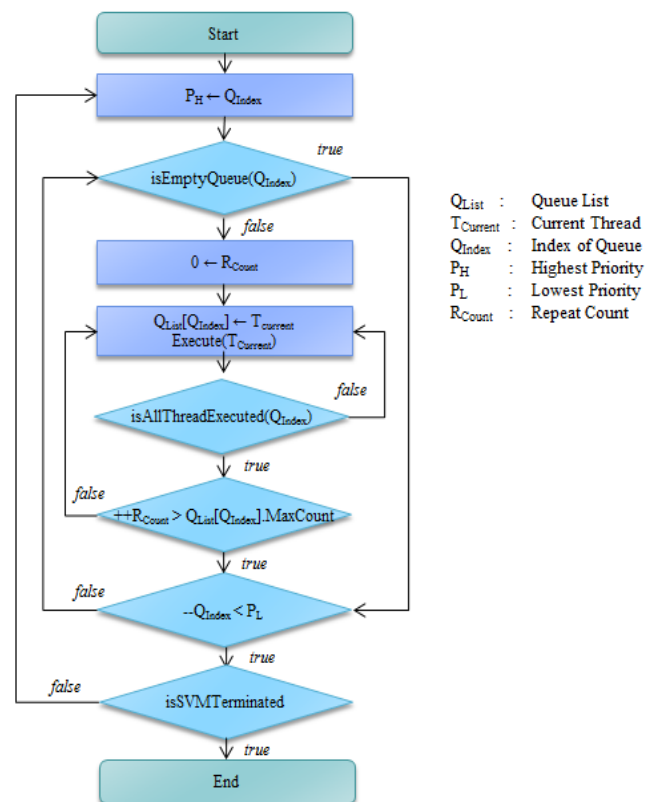 Start
PH ← QIndex
true
isEmptyQueue(QIndex)
false
0 ← RCount
QList[QIndex] ← Tcurrent
Execute(TCurrent)
false
isAllThreadExecuted(QIndex)
true
false
++RCount > QList[QIndex].MaxCount
true
false
--QIndex < PL
true
false
isSVMTerminated
true
End
QList : Queue List
TCurrent : Current Thread
QIndex : Index of Queue
PH : Highest Priority
PL : Lowest Priority
RCount : Repeat Count